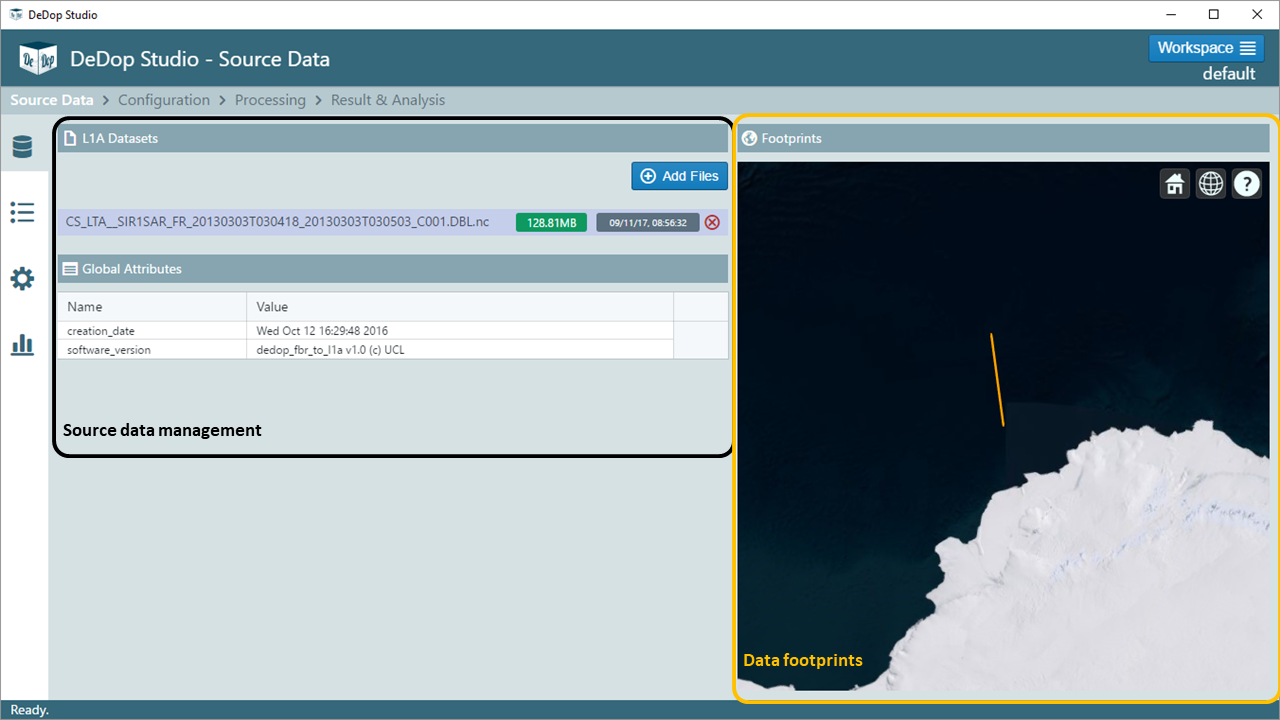 DeDop Studio
De Dop
DeDop Studio - Source Data
Workspace
default
Source Data > Configuration > Processing > Result & Analysis
L1A Datasets
Add Files
CS_LTA__SIR1SAR_FR_20130303T030418_20130303T030503_C001.DBL.nc 128.81MB 09/11/17, 08:56:32
Global Attributes
Name Value
creation_date Wed Oct 12 16:29:48 2016
software_version dedop_fbr_to_l1a v1.0 (c) UCL
Source data management
Footprints
?
Data footprints
Ready.